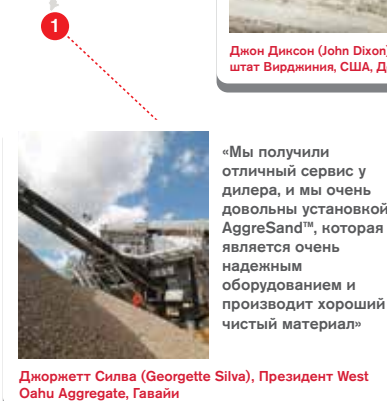 1
Джон Диксон (John Dixon)
штат Вирджиния, США,
«Мы получили
отличный сервис у
дилера, и мы очень
довольны установкой
AggreSand™, которая
является очень
надежным
оборудованием и
производит хороший
чистый материал»
Джоржетт Силва (Georgette Silva), Президент West
Oahu Aggregate, Гавайи